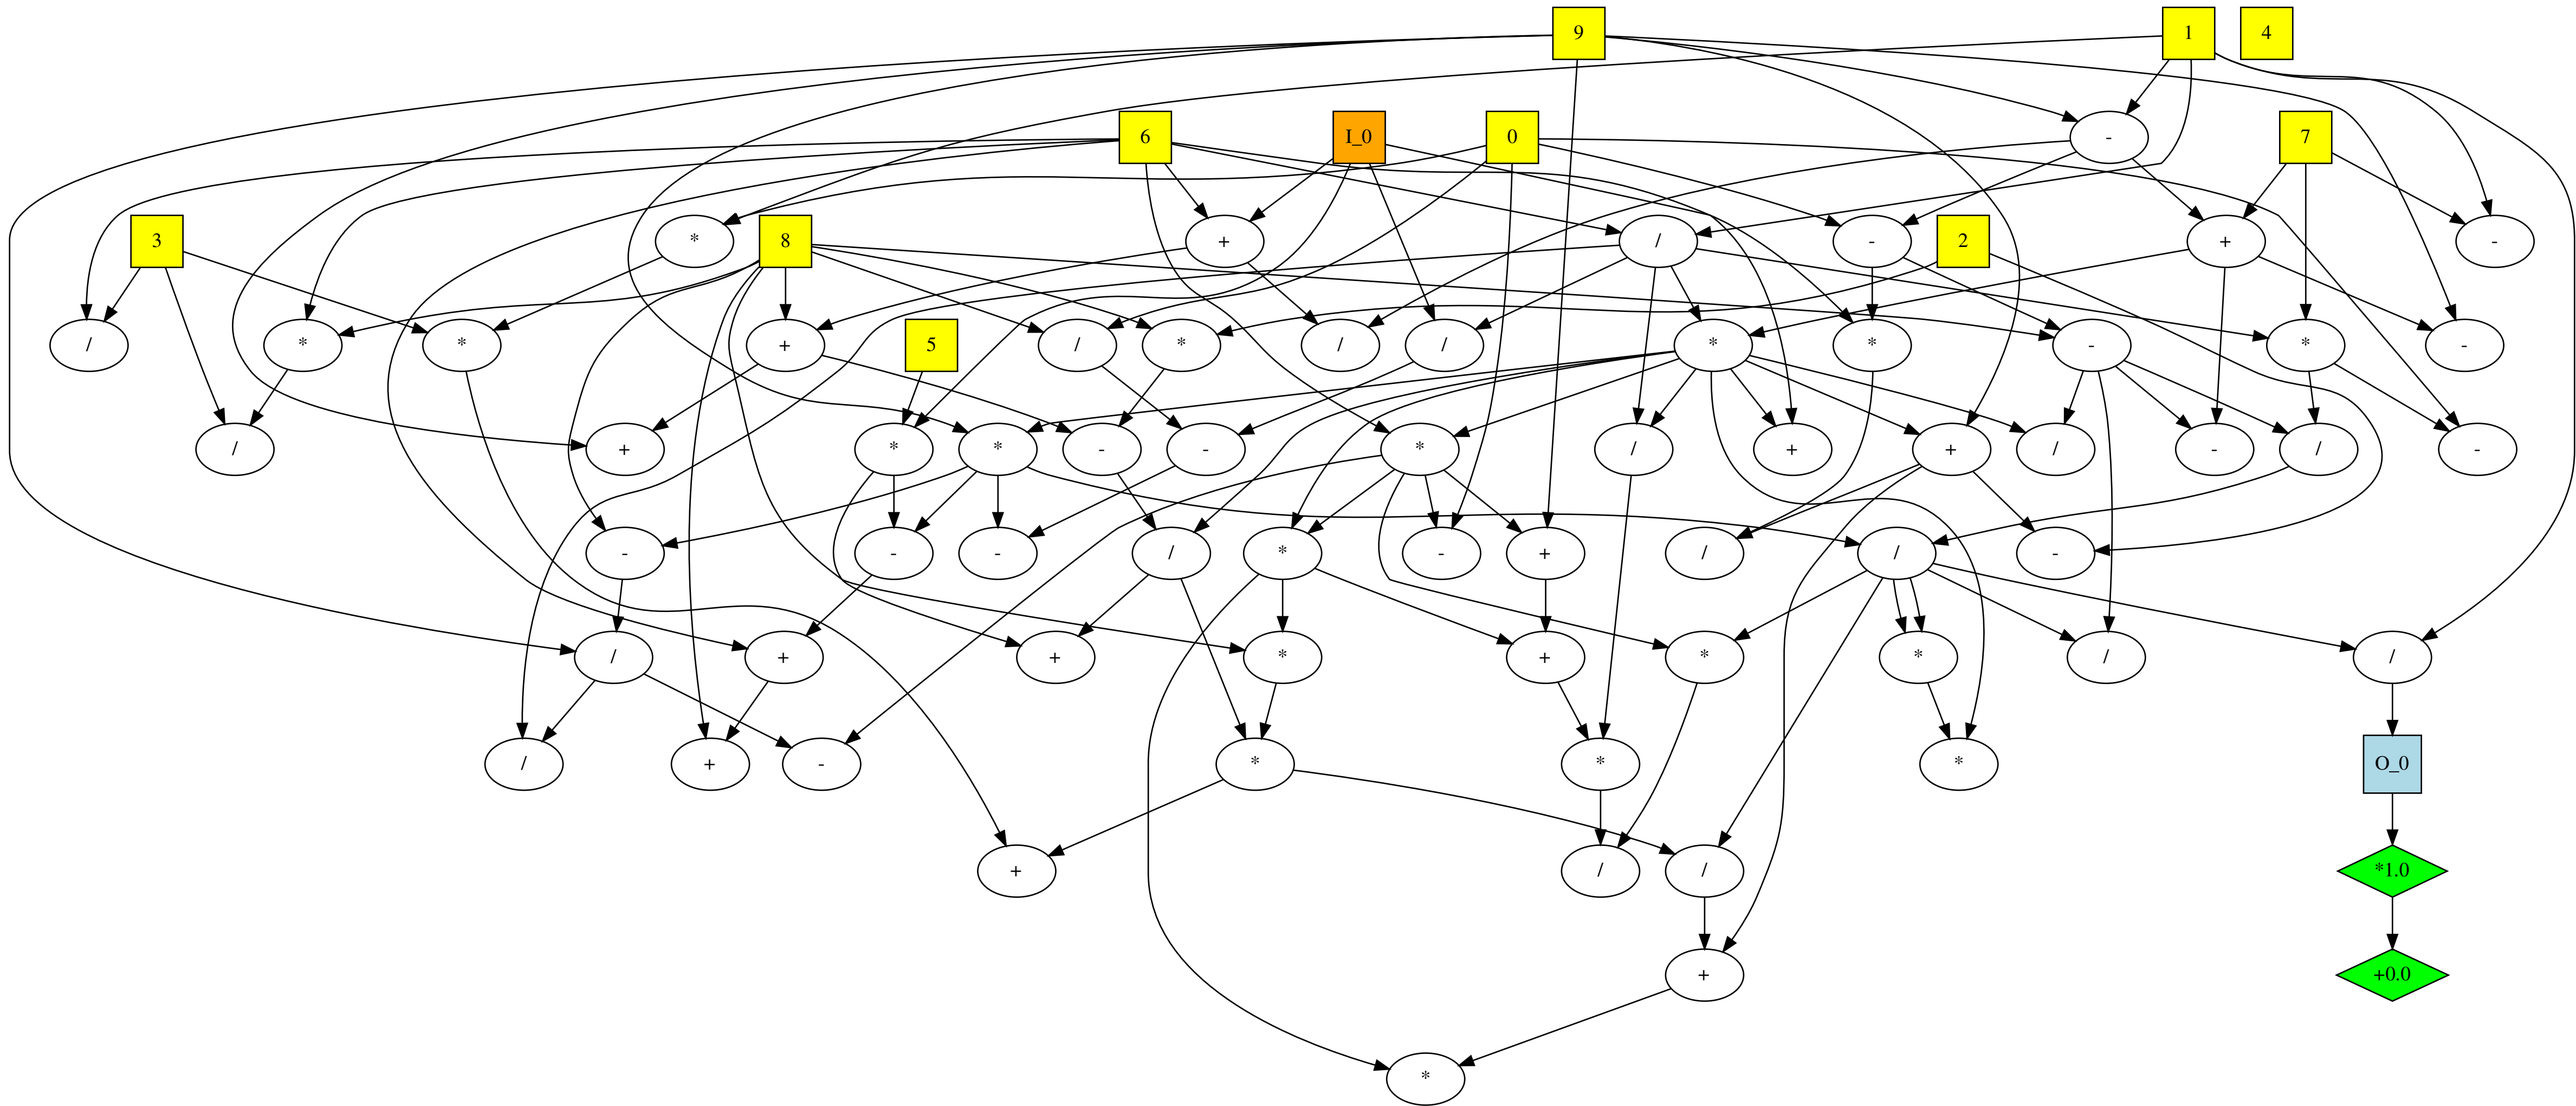 9 1 4
6 I_0 0 -
7
3 * 8 + / - 2 + -
/ * * + 5 / * / / * * - * -
/ + * * - - * / + + / - / -
- - - / * - + / / -
/ + + * + * * / /
/ + - * * * O_0
+ / / *1.0
+ +0.0
*